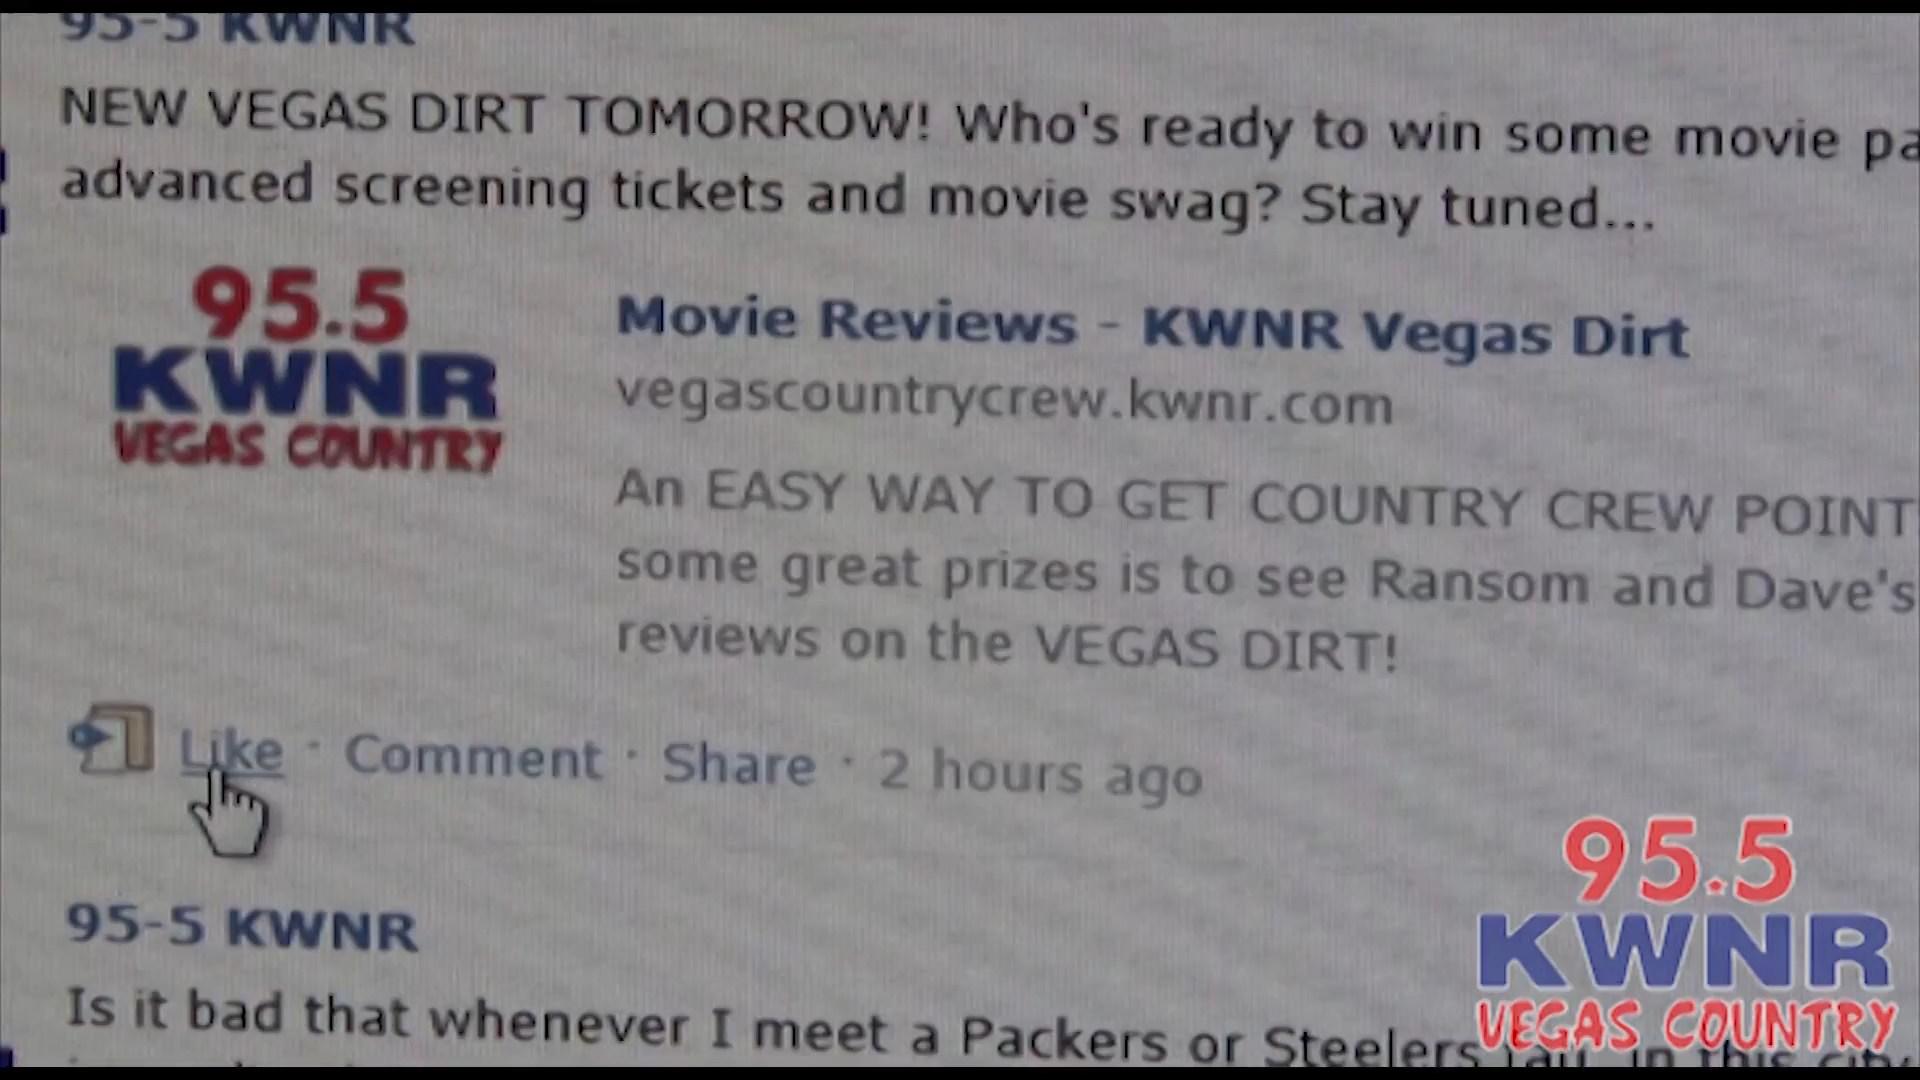 95-5 KWNR
NEW VEGAS DIRT TOMORROW! Who's ready to win some movie pa
advanced screening tickets and movie swag? Stay tuned...
95.5
KWNR
VEGAS COUNTRY
Movie Reviews - KWNR Vegas Dirt
vegascountrycrew.kwnr.com
An EASY WAY TO GET COUNTRY CREW POINT
some great prizes is to see Ransom and Dave's
reviews on the VEGAS DIRT!
Like · Comment · Share · 2 hours ago
95-5 KWNR
Is it bad that whenever I meet a Packers or Steelers fan, in this city
95.5
KWNR
VEGAS COUNTRY